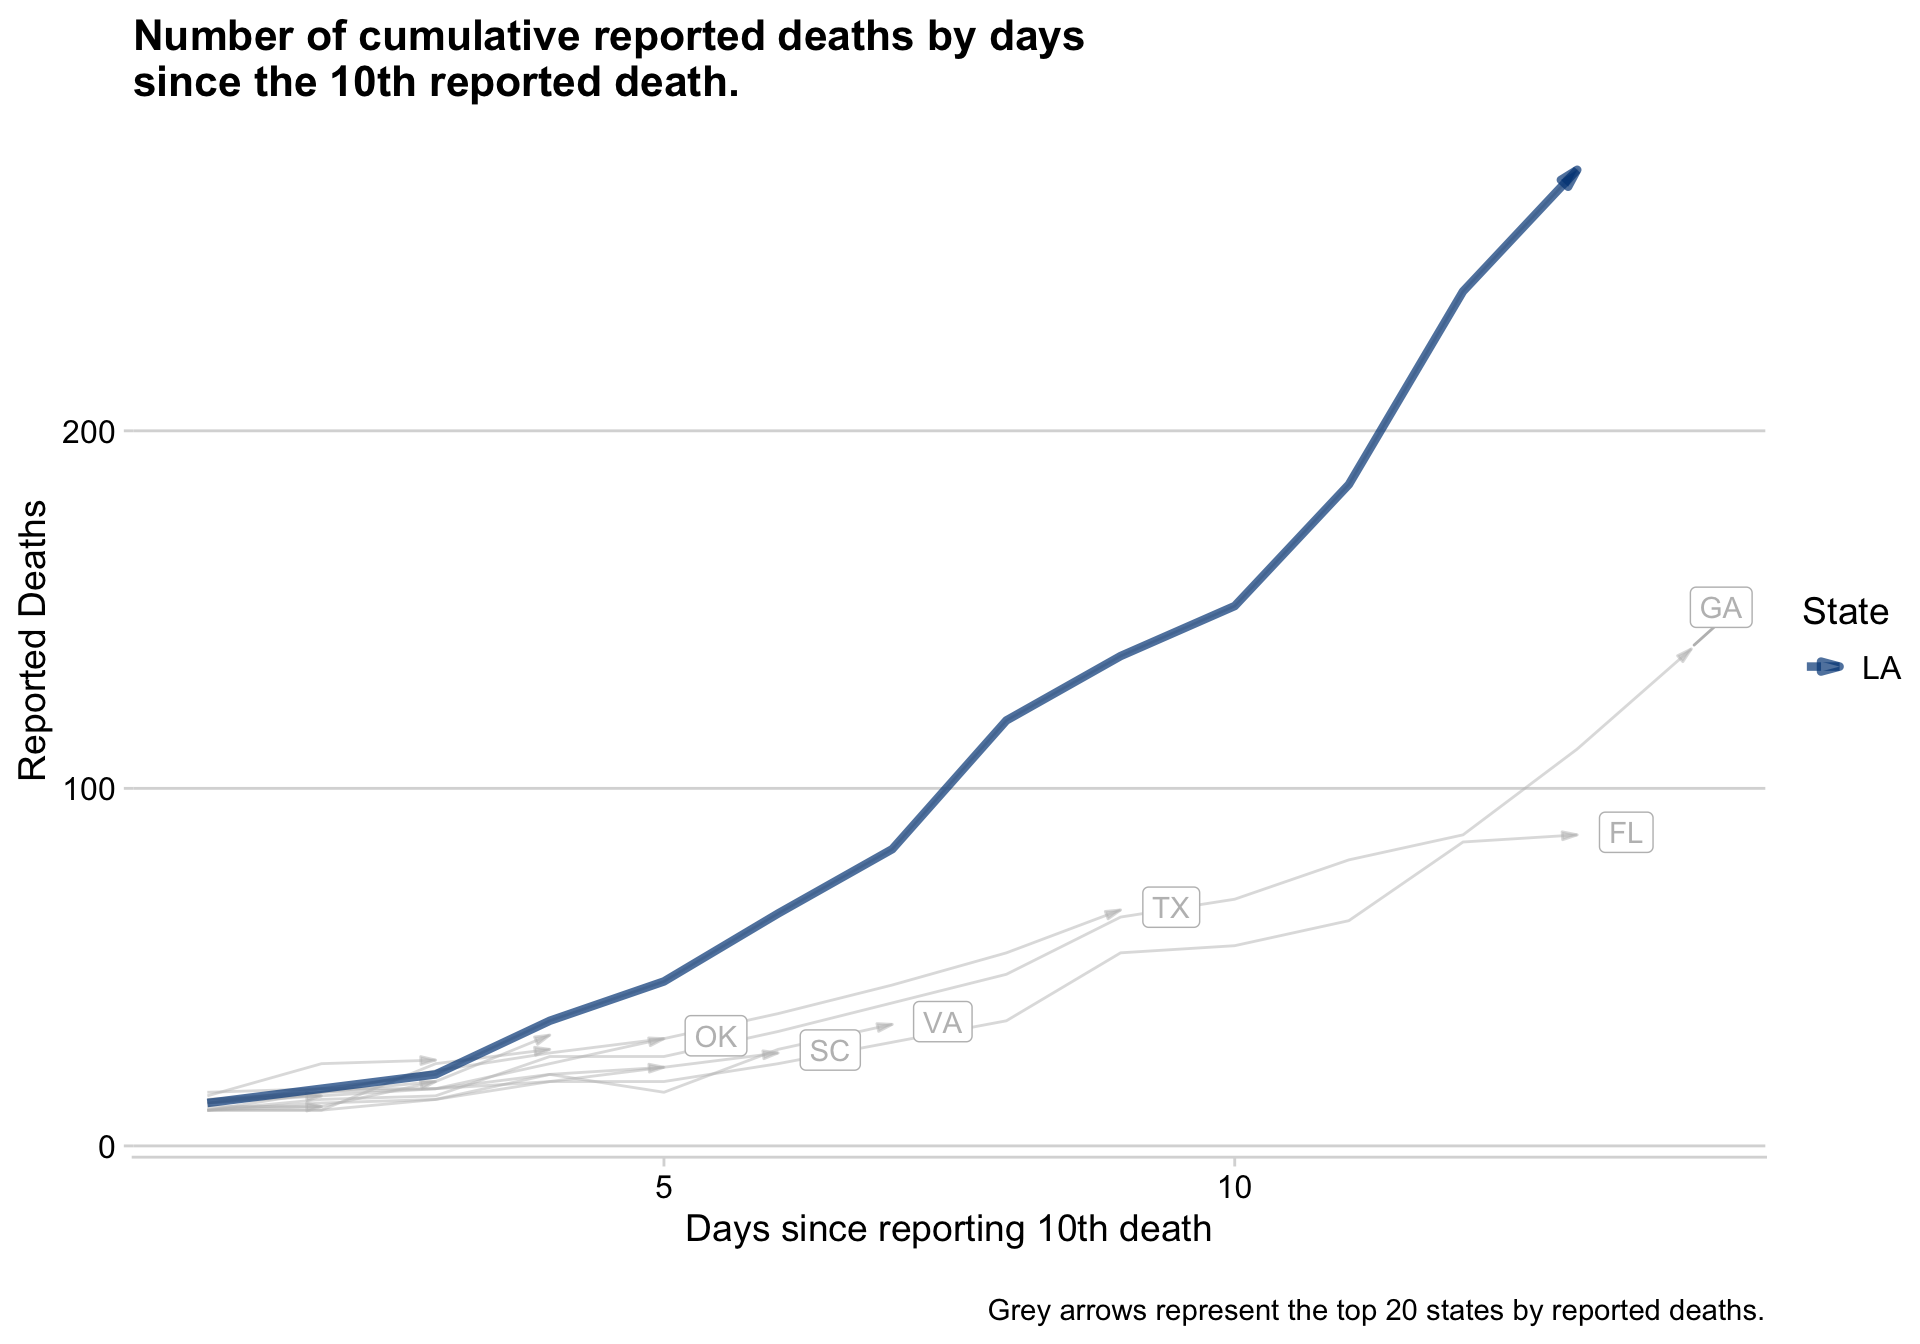 Number of cumulative reported deaths by days
since the 10th reported death.
Reported Deaths
200
100
0
GA
FL
TX
VA
OK
SC
State
LA
5
10
Days since reporting 10th death
Grey arrows represent the top 20 states by reported deaths.